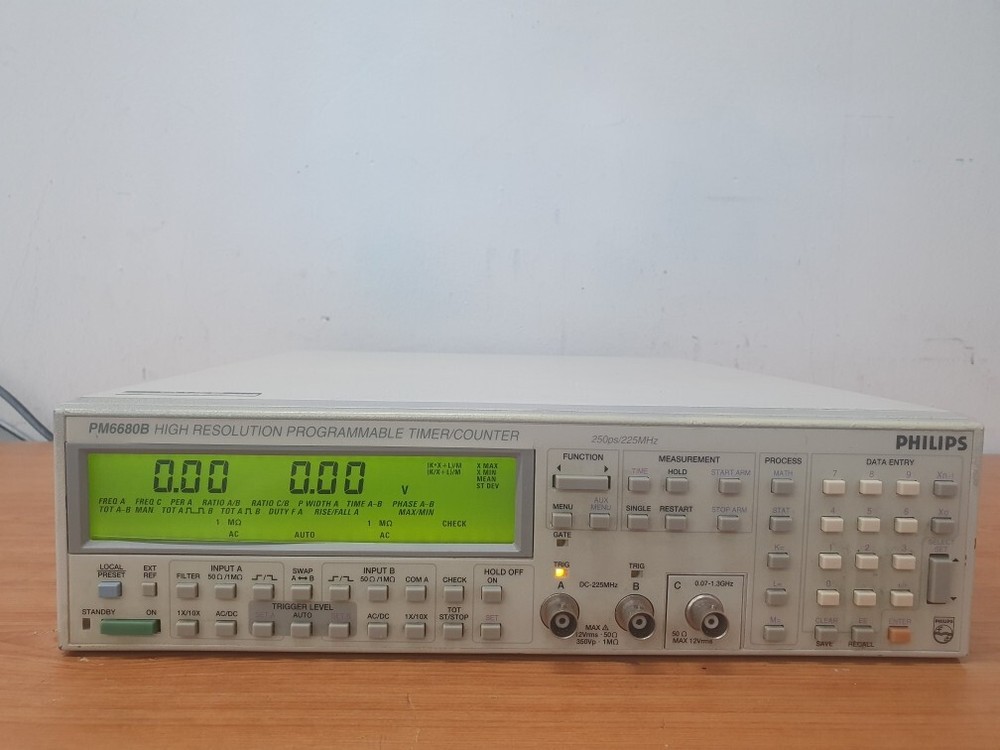 PM6680B HIGH RESOLUTION PROGRAMMABLE TIMER/COUNTER
250ps/225MHz
PHILIPS
0.00 0.00 V
(K*X+L)/M X MAX
(K/X+L)/M X MIN
MEAN
ST DEV
FREQ A FREQ C PER A RATIO A/B RATIO C/B P WIDTH A TIME A-B PHASE A-B
TOT A-B MAN TOT A B TOT A B DUTY F A RISE/FALL A MAX/MIN
1 MΩ 1 MΩ CHECK
AC AUTO AC
FUNCTION
MENU
AUX MENU
GATE
MEASUREMENT
TIME HOLD START ARM
SINGLE RESTART STOP ARM
PROCESS
MATH
STAT
DATA ENTRY
7 8 9
4 5 6
1 2 3
CLEAR EE ENTER
SAVE RECALL
LOCAL PRESET
EXT REF
STANDBY ON
INPUT A
FILTER 50Ω/1MΩ
SWAP A B
INPUT B
50Ω/1MΩ COM A CHECK
HOLD OFF
ON
1X/10X AC/DC
TRIGGER LEVEL
SET A AUTO SET B
AC/DC 1X/10X
TOT ST/STOP
SET
TRIG
A
DC-225MHz
TRIG
B
MAX
12Vrms · 50Ω
350Vp · 1MΩ
C 0.07-1.3GHz
50Ω
MAX 12Vrms
PHILIPS